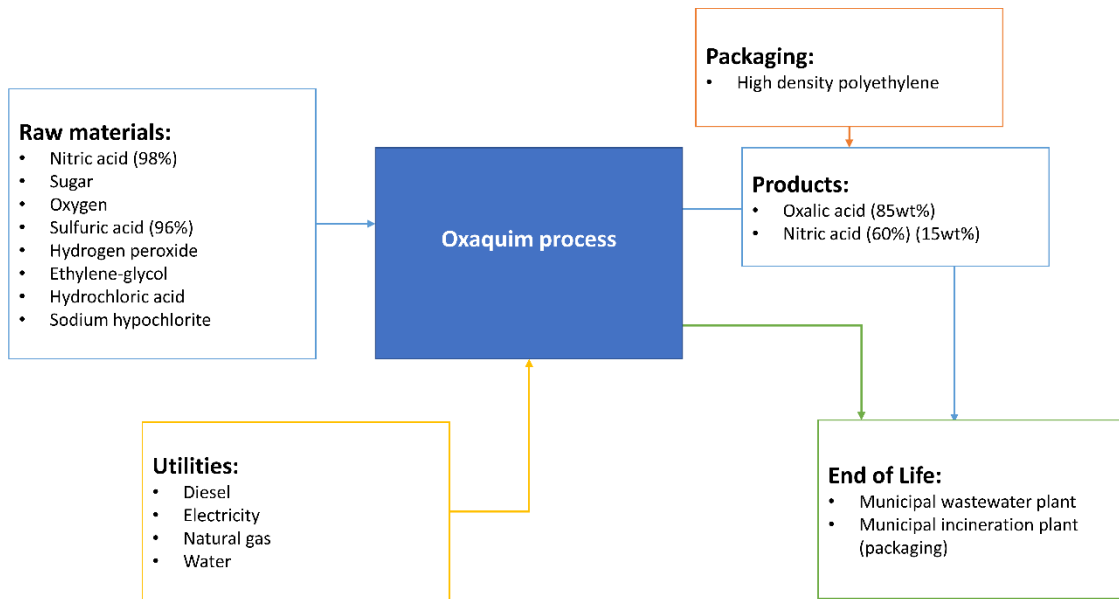 Packaging:
• High density polyethylene
Raw materials:
• Nitric acid (98%)
• Sugar
• Oxygen
• Sulfuric acid (96%)
• Hydrogen peroxide
• Ethylene-glycol
• Hydrochloric acid
• Sodium hypochlorite
Oxaquim process
Products:
• Oxalic acid (85wt%)
• Nitric acid (60%) (15wt%)
Utilities:
• Diesel
• Electricity
• Natural gas
• Water
End of Life:
• Municipal wastewater plant
• Municipal incineration plant
(packaging)